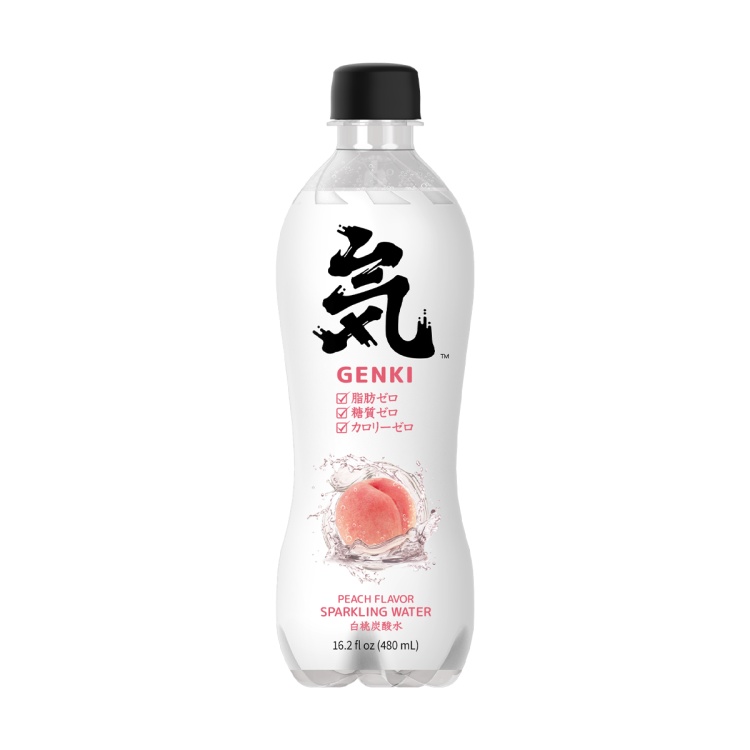 気
TM
GENKI
☑脂肪ゼロ
☑糖質ゼロ
☑カロリーゼロ
PEACH FLAVOR
SPARKLING WATER
白桃炭酸水
16.2 fl oz (480 mL)